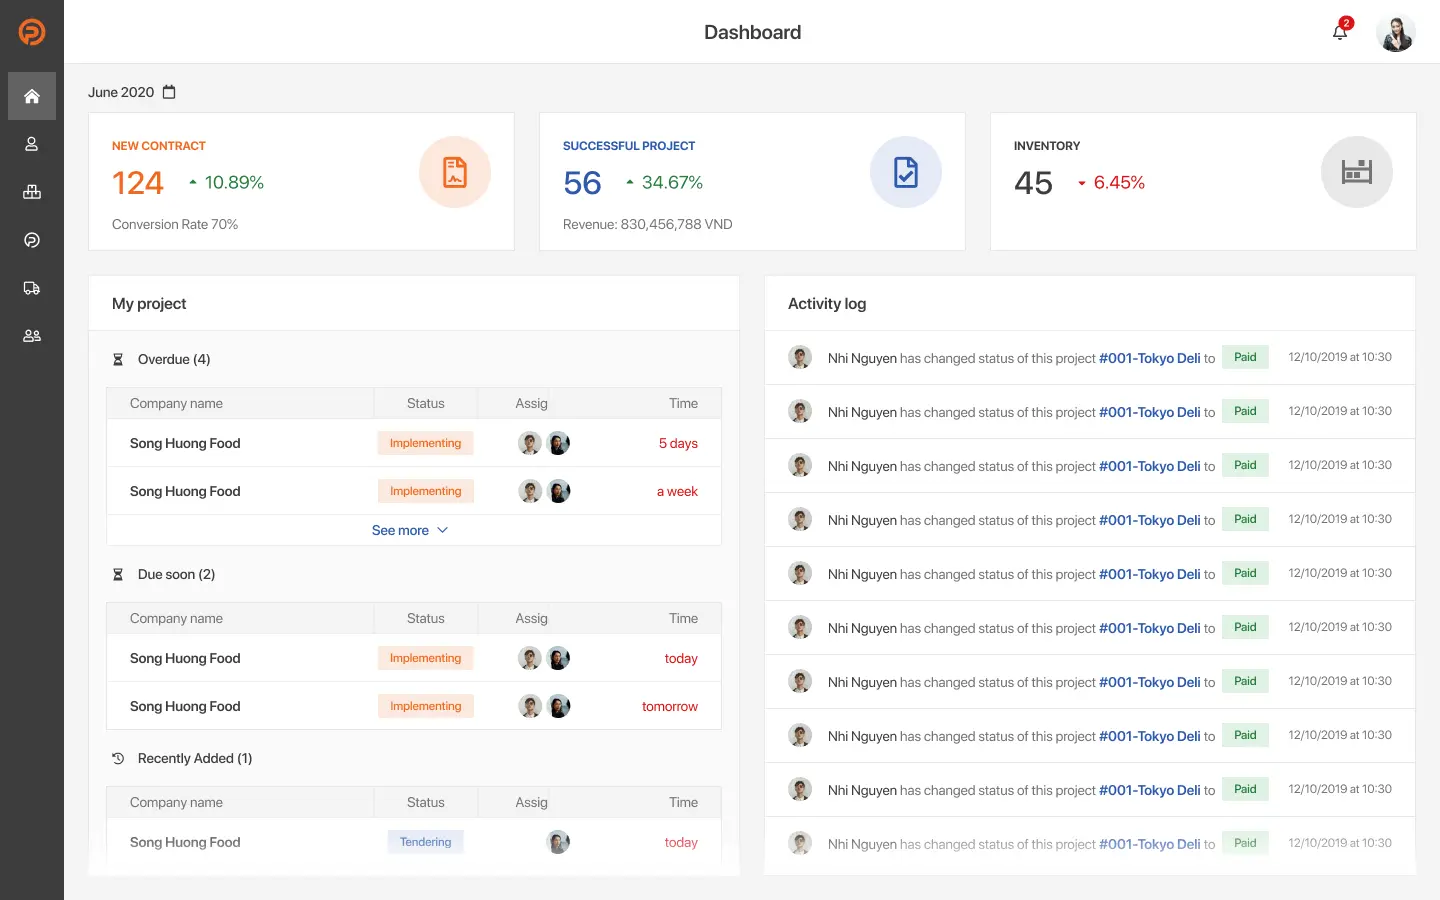 Dashboard
2
June 2020
NEW CONTRACT
124 10.89%
Conversion Rate 70%
SUCCESSFUL PROJECT
56 34.67%
Revenue: 830,456,788 VND
INVENTORY
45 6.45%
My project
Overdue (4)
Company name Status Assig Time
Song Huong Food Implementing 5 days
Song Huong Food Implementing a week
See more
Due soon (2)
Company name Status Assig Time
Song Huong Food Implementing today
Song Huong Food Implementing tomorrow
Recently Added (1)
Company name Status Assig Time
Song Huong Food Tendering today
Activity log
Nhi Nguyen has changed status of this project #001-Tokyo Deli to Paid 12/10/2019 at 10:30
Nhi Nguyen has changed status of this project #001-Tokyo Deli to Paid 12/10/2019 at 10:30
Nhi Nguyen has changed status of this project #001-Tokyo Deli to Paid 12/10/2019 at 10:30
Nhi Nguyen has changed status of this project #001-Tokyo Deli to Paid 12/10/2019 at 10:30
Nhi Nguyen has changed status of this project #001-Tokyo Deli to Paid 12/10/2019 at 10:30
Nhi Nguyen has changed status of this project #001-Tokyo Deli to Paid 12/10/2019 at 10:30
Nhi Nguyen has changed status of this project #001-Tokyo Deli to Paid 12/10/2019 at 10:30
Nhi Nguyen has changed status of this project #001-Tokyo Deli to Paid 12/10/2019 at 10:30
Nhi Nguyen has changed status of this project #001-Tokyo Deli to Paid 12/10/2019 at 10:30
Nhi Nguyen has changed status of this project #001-Tokyo Deli to Paid 12/10/2019 at 10:30